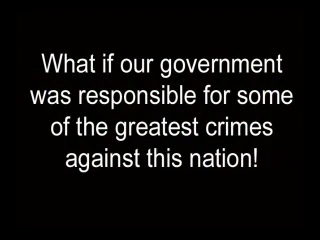 What if our government
was responsible for some
of the greatest crimes
against this nation!